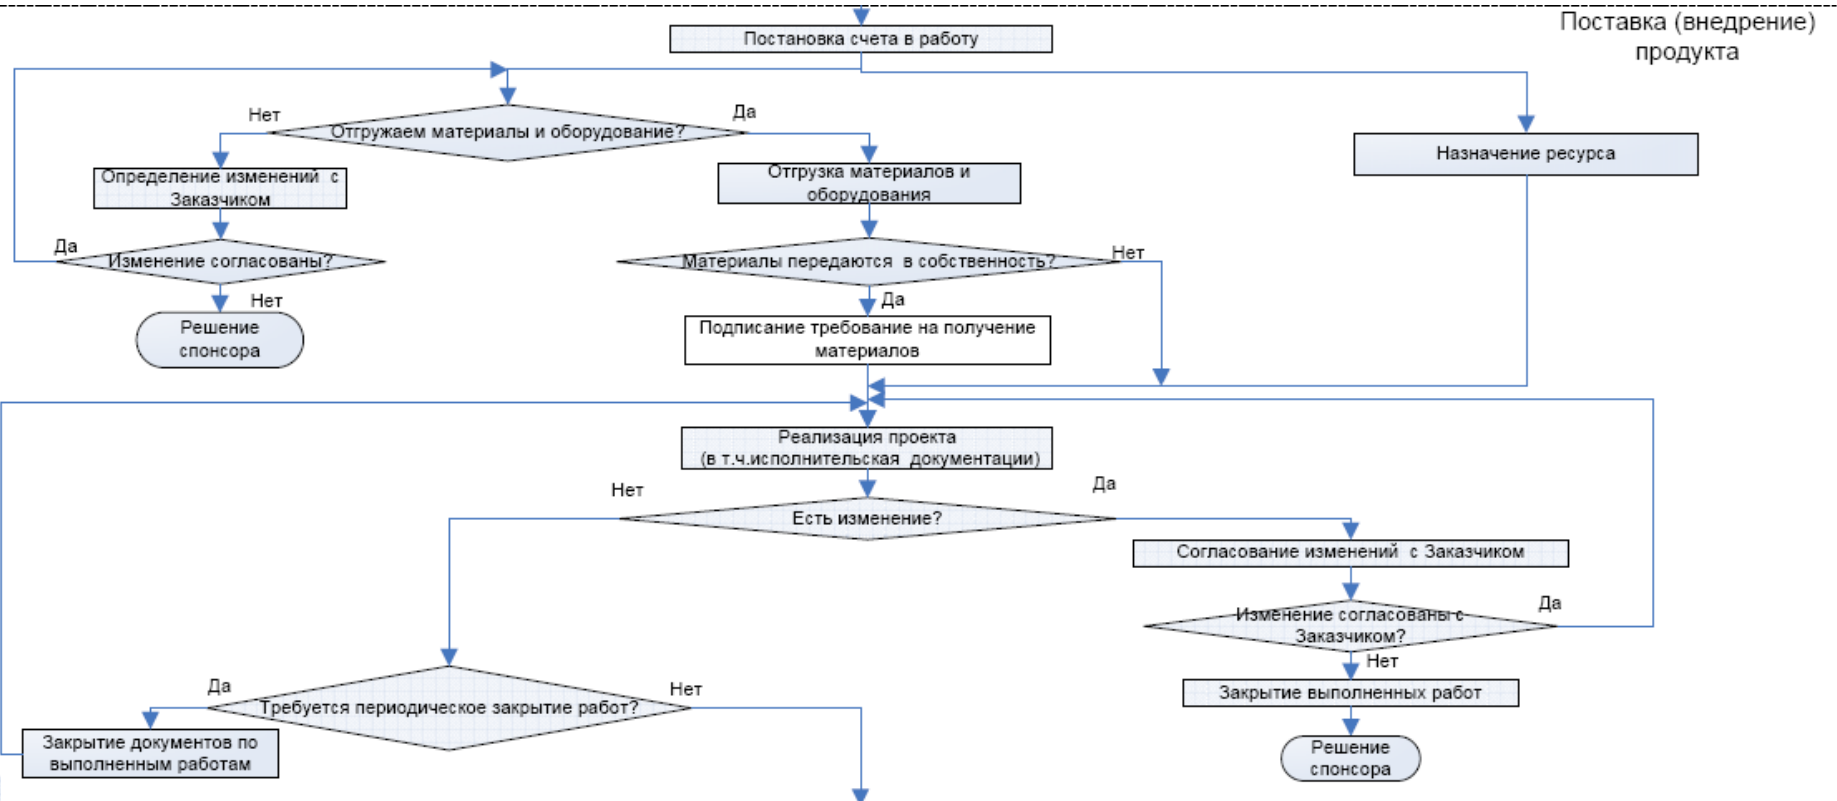 Поставка (внедрение)
продукта
Постановка счета в работу
Нет
Да
Отгружаем материалы и оборудование?
Назначение ресурса
Определение изменений с
Заказчиком
Отгрузка материалов и
оборудования
Да
Изменение согласованы?
Материалы передаются в собственность?
Нет
Нет
Да
Решение
спонсора
Подписание требование на получение
материалов
Реализация проекта
(в т.ч.исполнительская документации)
Нет
Да
Есть изменение?
Согласование изменений с Заказчиком
Изменение согласованы с
Заказчиком?
Да
Нет
Закрытие выполненных работ
Да
Нет
Требуется периодическое закрытие работ?
Закрытие документов по
выполненным работам
Решение
спонсора